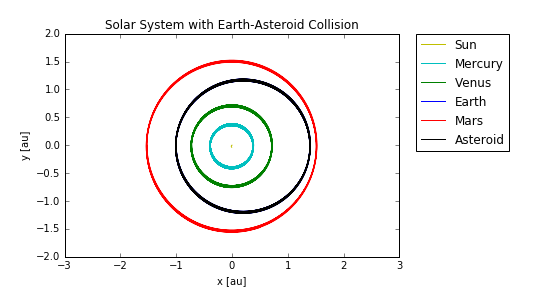 Solar System with Earth-Asteroid Collision
2.0
1.5
1.0
0.5
0.0
−0.5
−1.0
−1.5
−2.0
y [au]
−3
−2
−1
0
1
2
3
x [au]
Sun
Mercury
Venus
Earth
Mars
Asteroid